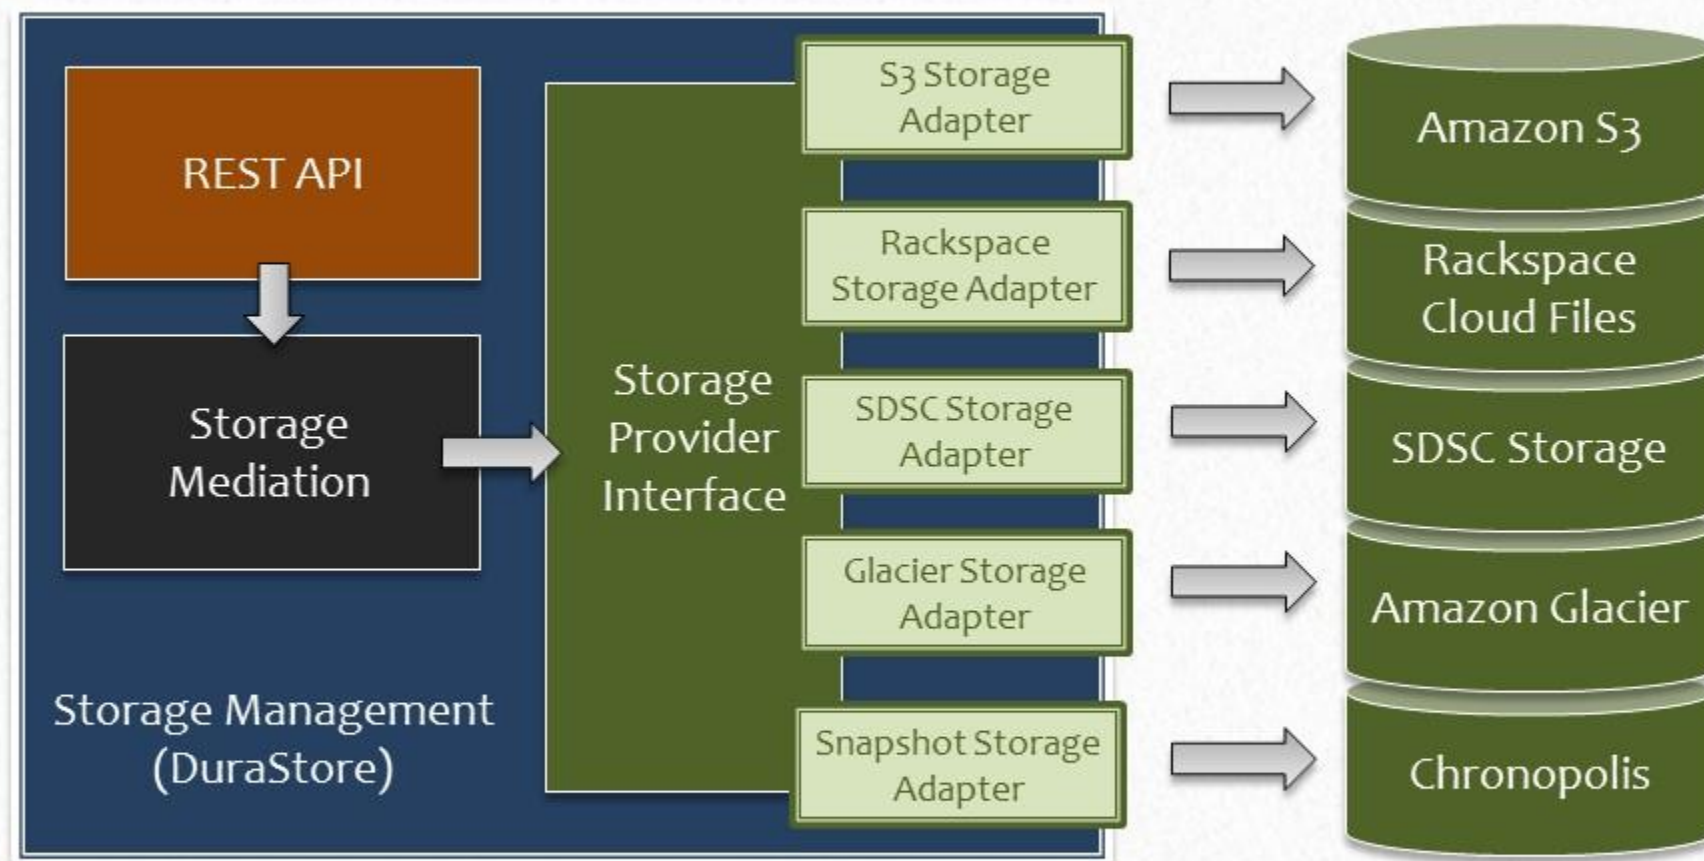 REST API
Storage
Mediation
Storage Management
(DuraStore)
Storage
Provider
Interface
S3 Storage
Adapter
Rackspace
Storage Adapter
SDSC Storage
Adapter
Glacier Storage
Adapter
Snapshot Storage
Adapter
Amazon S3
Rackspace
Cloud Files
SDSC Storage
Amazon Glacier
Chronopolis